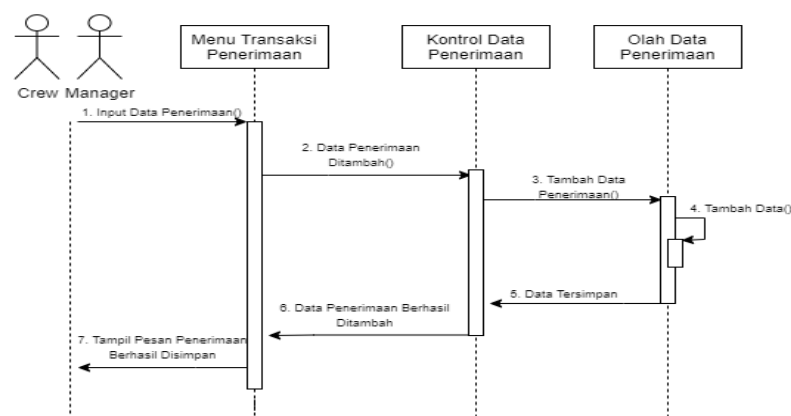 Menu Transaksi
Penerimaan
Kontrol Data
Penerimaan
Olah Data
Penerimaan
Crew Manager
1. Input Data Penerimaan()
2. Data Penerimaan
Ditambah()
3. Tambah Data
Penerimaan()
4. Tambah Data()
5. Data Tersimpan
6. Data Penerimaan Berhasil
Ditambah
7. Tampil Pesan Penerimaan
Berhasil Disimpan